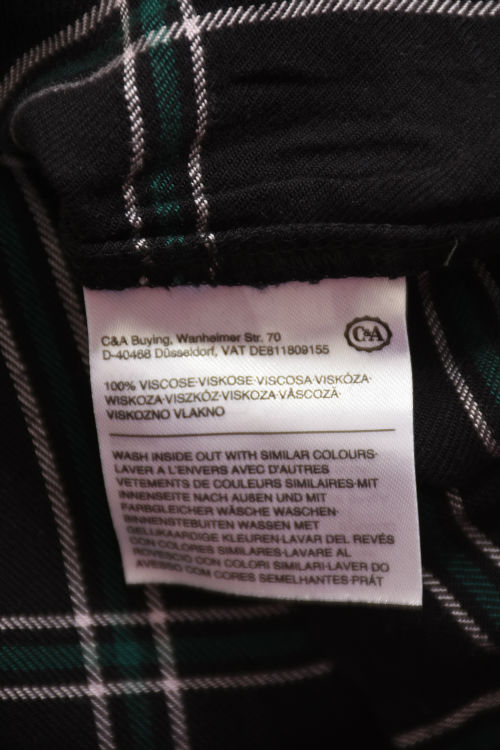 C&A Buying, Wanheimer Str. 70
D-40468 Düsseldorf, VAT DE811809155
C&A
100% VISCOSE·VISKOSE·VISCOSA·VISKÓZA·
WISKOZA·VISZKÓZ·VISKOZA·VÂSCOZĂ·
VISKOZNO VLAKNO
WASH INSIDE OUT WITH SIMILAR COLOURS·
LAVER A L'ENVERS AVEC D'AUTRES
VETEMENTS DE COULEURS SIMILAIRES·MIT
INNENSEITE NACH AUßEN UND MIT
FARBGLEICHER WÄSCHE WASCHEN·
BINNENSTEBUITEN WASSEN MET
GELIJKAARDIGE KLEUREN·LAVAR DEL REVÉS
CON COLORES SIMILARES·LAVARE AL
ROVESCIO CON COLORI SIMILARI·LAVER DO
AVESSO COM CORES SEMELHANTES·PRÁT